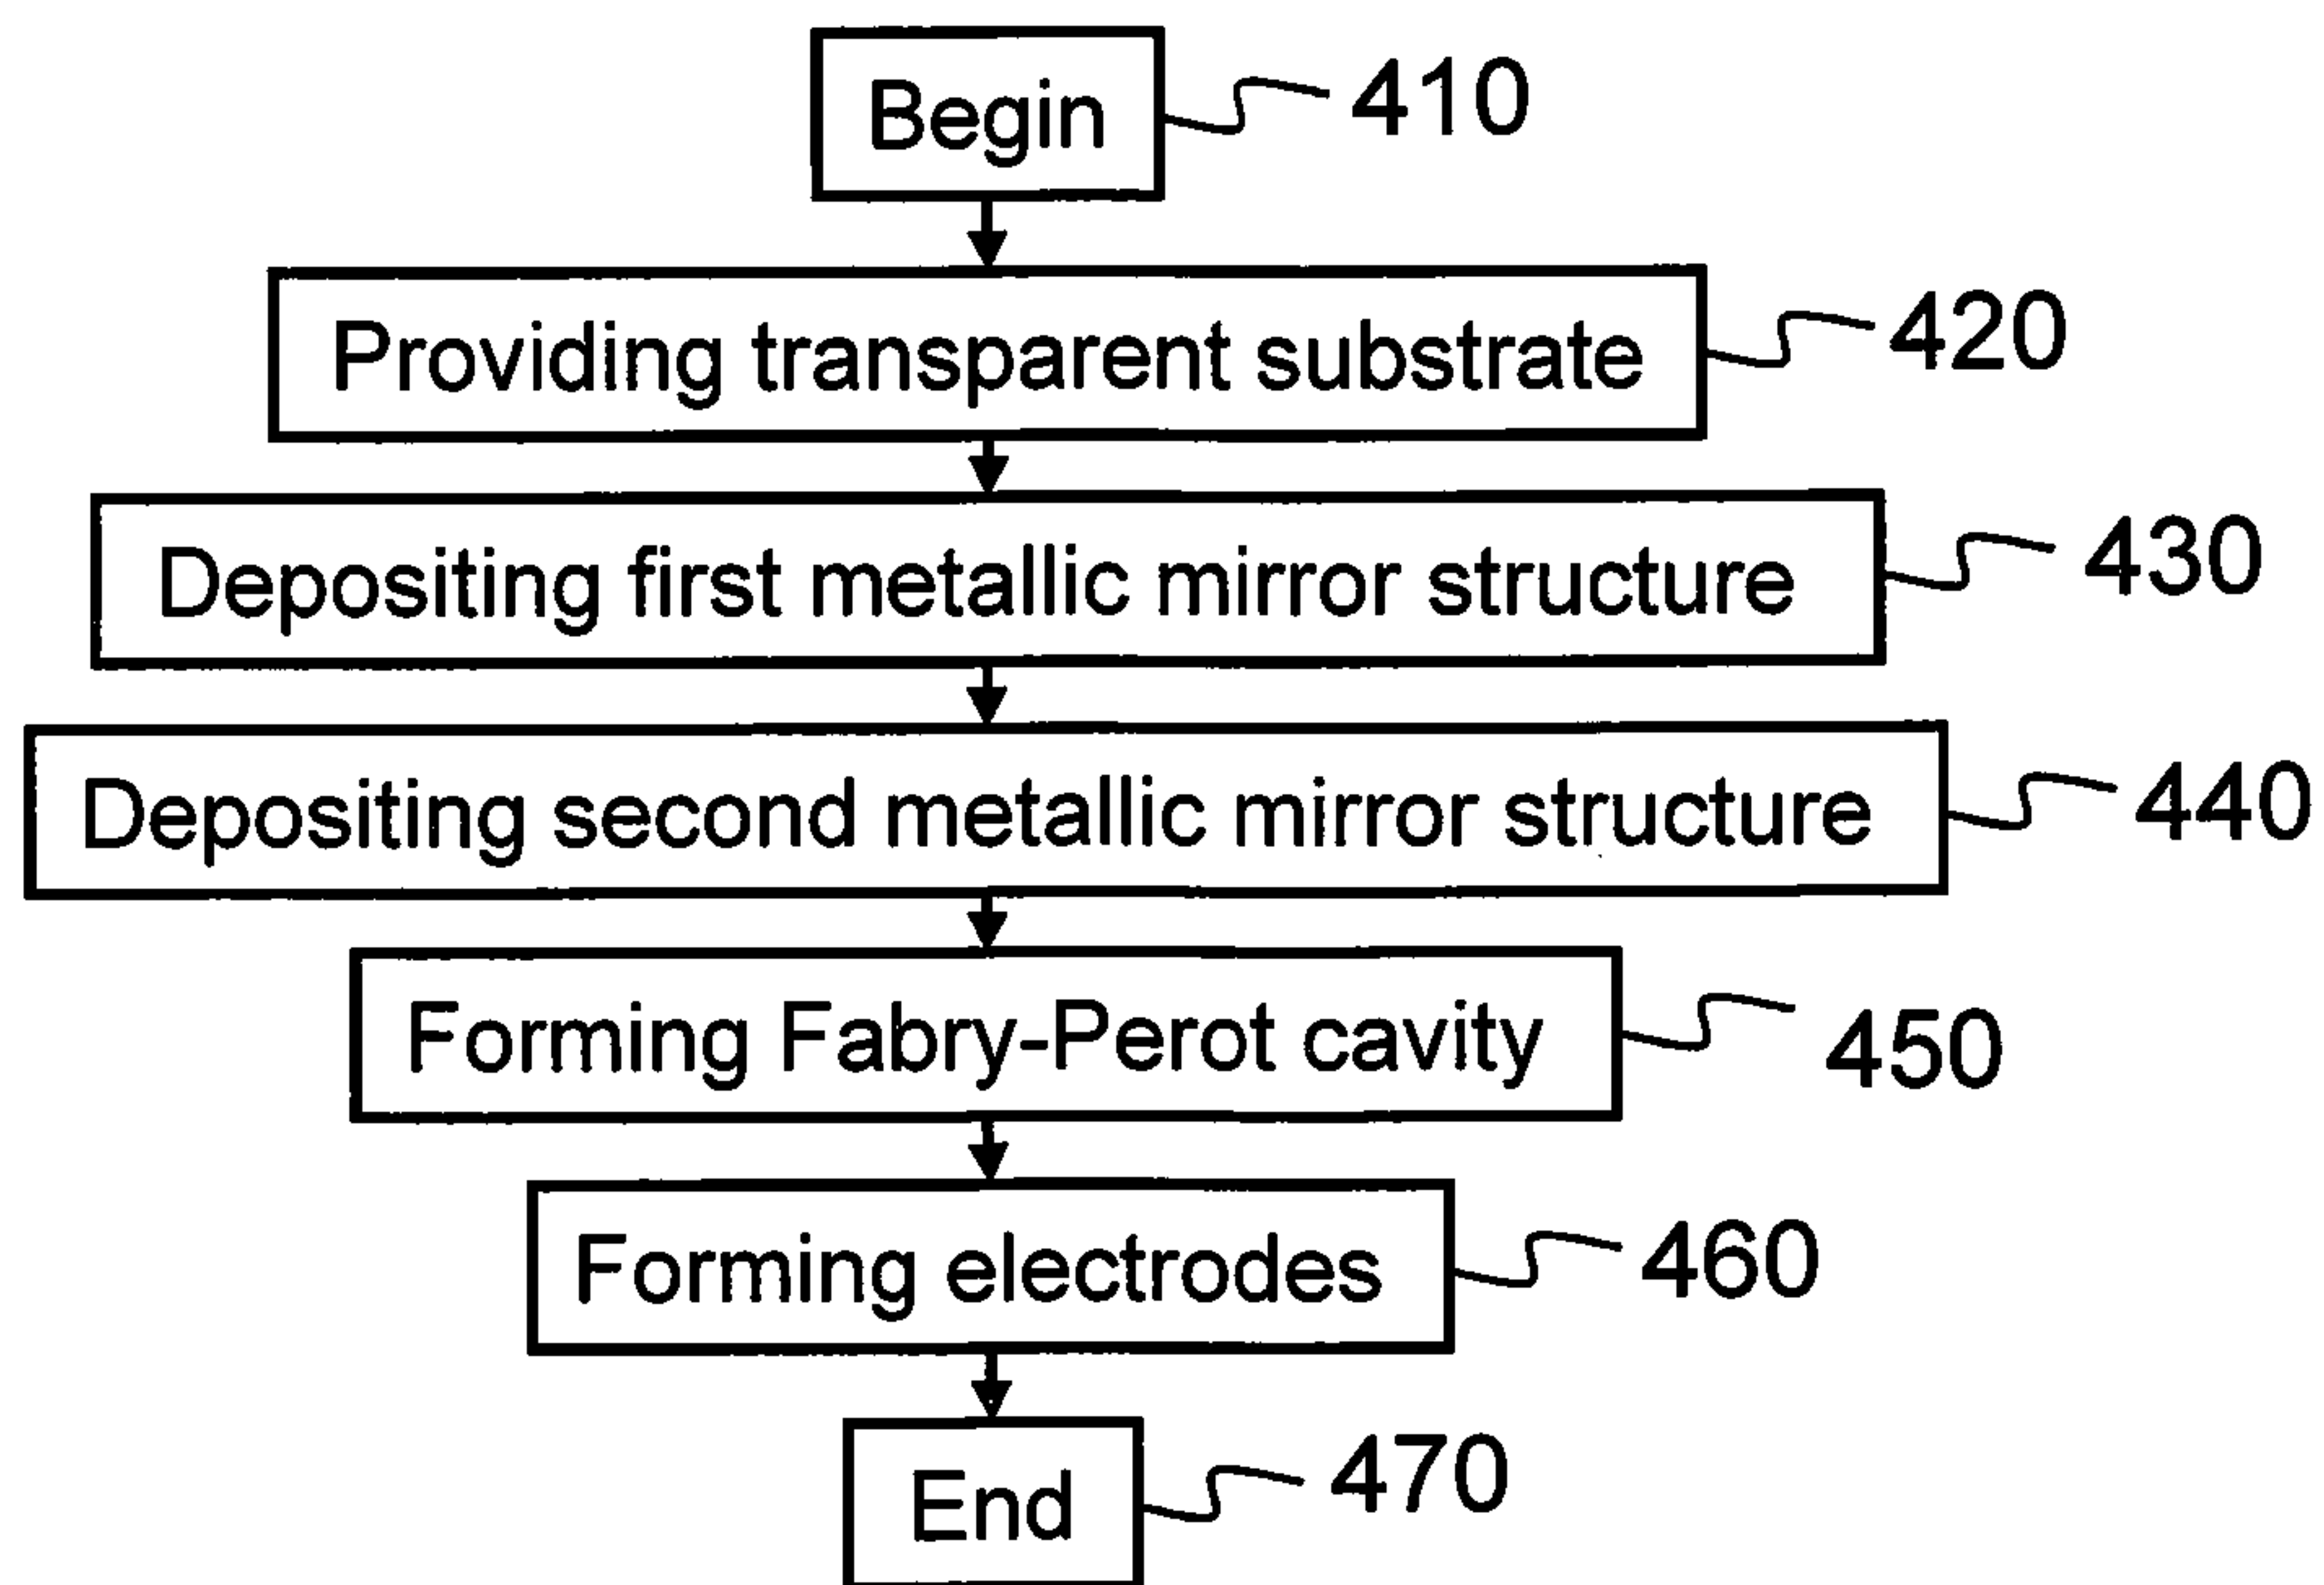 Begin 410
Providing transparent substrate 420
Depositing first metallic mirror structure 430
Depositing second metallic mirror structure 440
Forming Fabry-Perot cavity 450
Forming electrodes 460
End 470